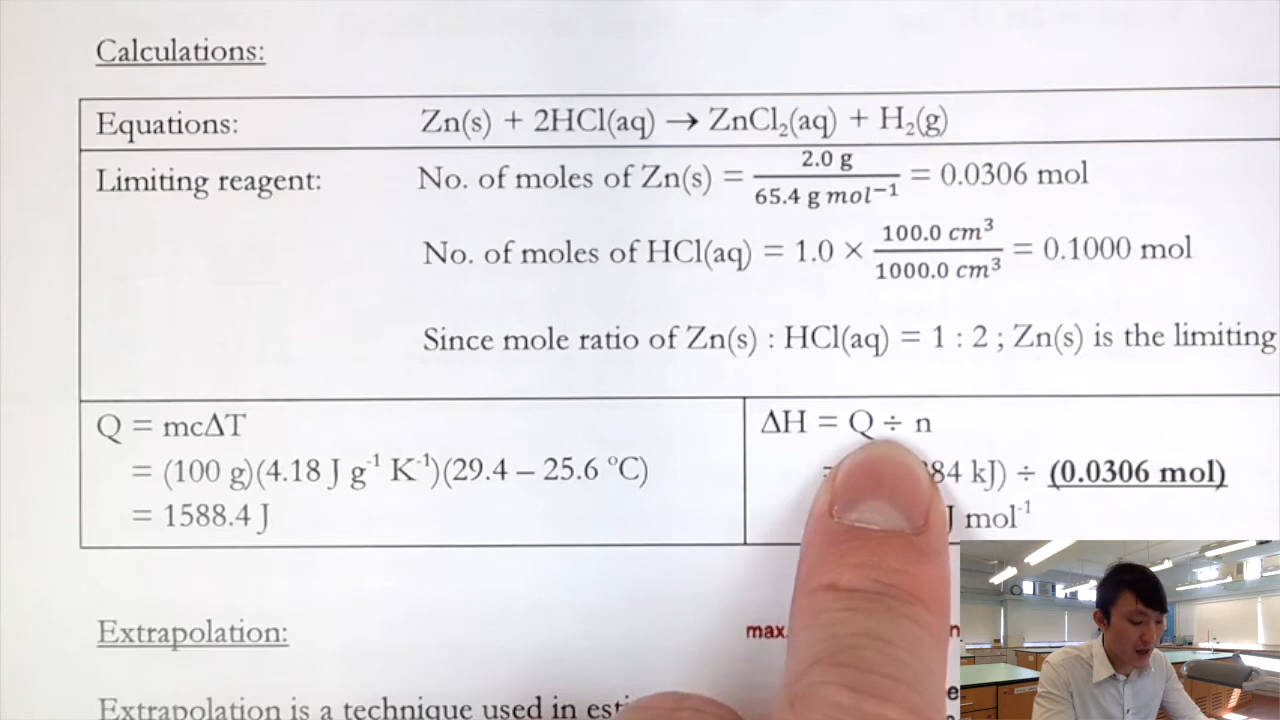 Calculations:
Equations: Zn(s) + 2HCl(aq) → ZnCl₂(aq) + H₂(g)
Limiting reagent: No. of moles of Zn(s) = 2.0 g / 65.4 g mol⁻¹ = 0.0306 mol
No. of moles of HCl(aq) = 1.0 × 100.0 cm³ / 1000.0 cm³ = 0.1000 mol
Since mole ratio of Zn(s) : HCl(aq) = 1 : 2 ; Zn(s) is the limiting
Q = mcΔT
= (100 g)(4.18 J g⁻¹ K⁻¹)(29.4 – 25.6 °C)
= 1588.4 J
ΔH = Q ÷ n
84 kJ) ÷ (0.0306 mol)
J mol⁻¹
Extrapolation:
max.
Extrapolation is a technique used in